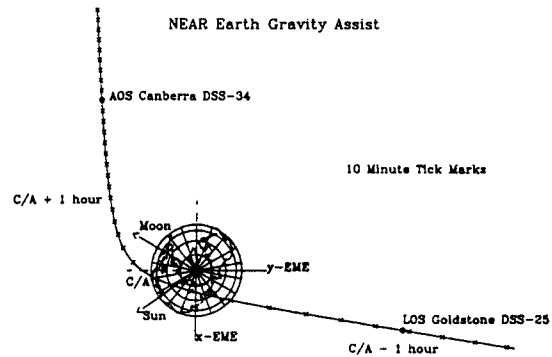 NEAR Earth Gravity Assist
AOS Canberra DSS-34
10 Minute Tick Marks
C/A + 1 hour
Moon
y-EME
C/A
Sun
x-EME
LOS Goldstone DSS-25
C/A - 1 hour